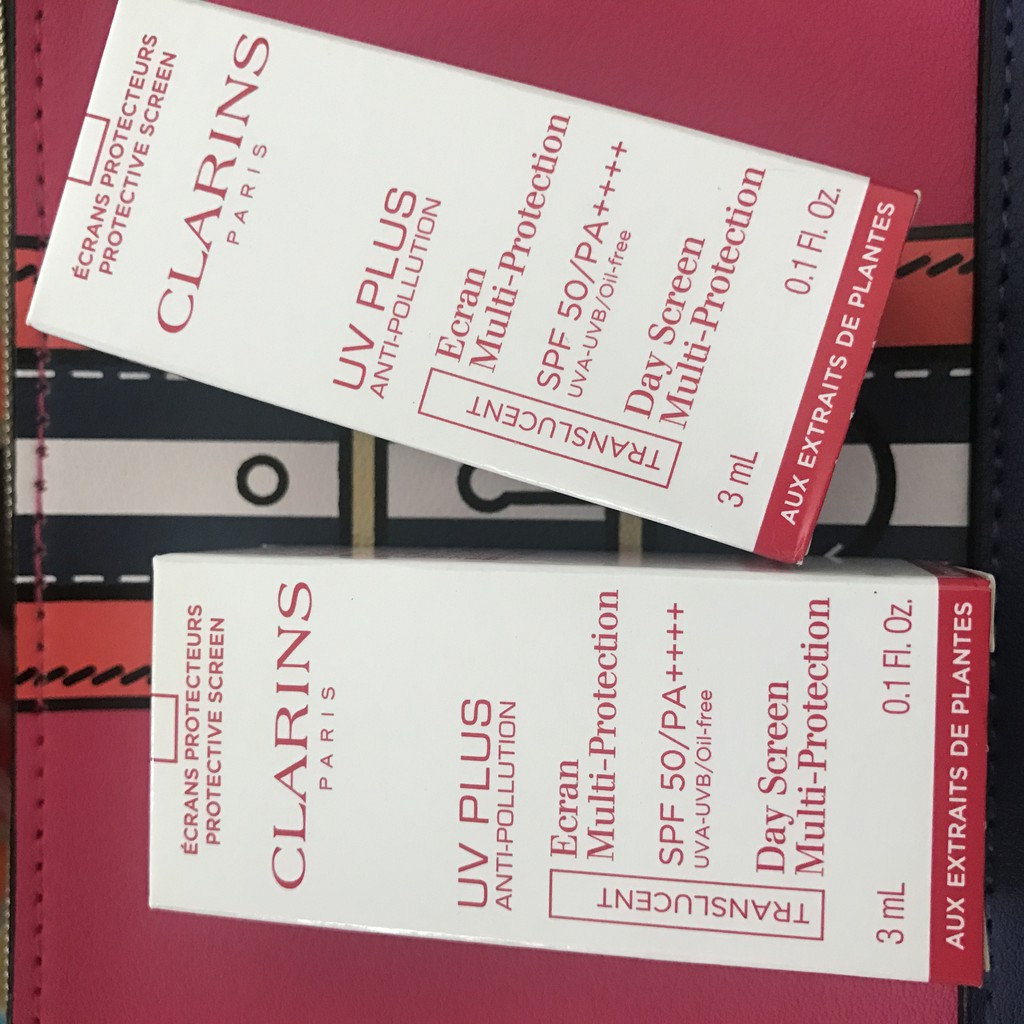 ÉCRANS PROTECTEURS
PROTECTIVE SCREEN
CLARINS
PARIS
UV PLUS
ANTI-POLLUTION
Ecran
Multi-Protection
SPF 50/PA++++
UVA-UVB/Oil-free
Day Screen
Multi-Protection
TRANSLUCENT
3 mL 0.1 Fl. Oz.
AUX EXTRAITS DE PLANTES
ÉCRANS PROTECTEURS
PROTECTIVE SCREEN
CLARINS
PARIS
UV PLUS
ANTI-POLLUTION
Ecran
Multi-Protection
SPF 50/PA++++
UVA-UVB/Oil-free
Day Screen
Multi-Protection
TRANSLUCENT
3 mL 0.1 Fl. Oz.
AUX EXTRAITS DE PLANTES